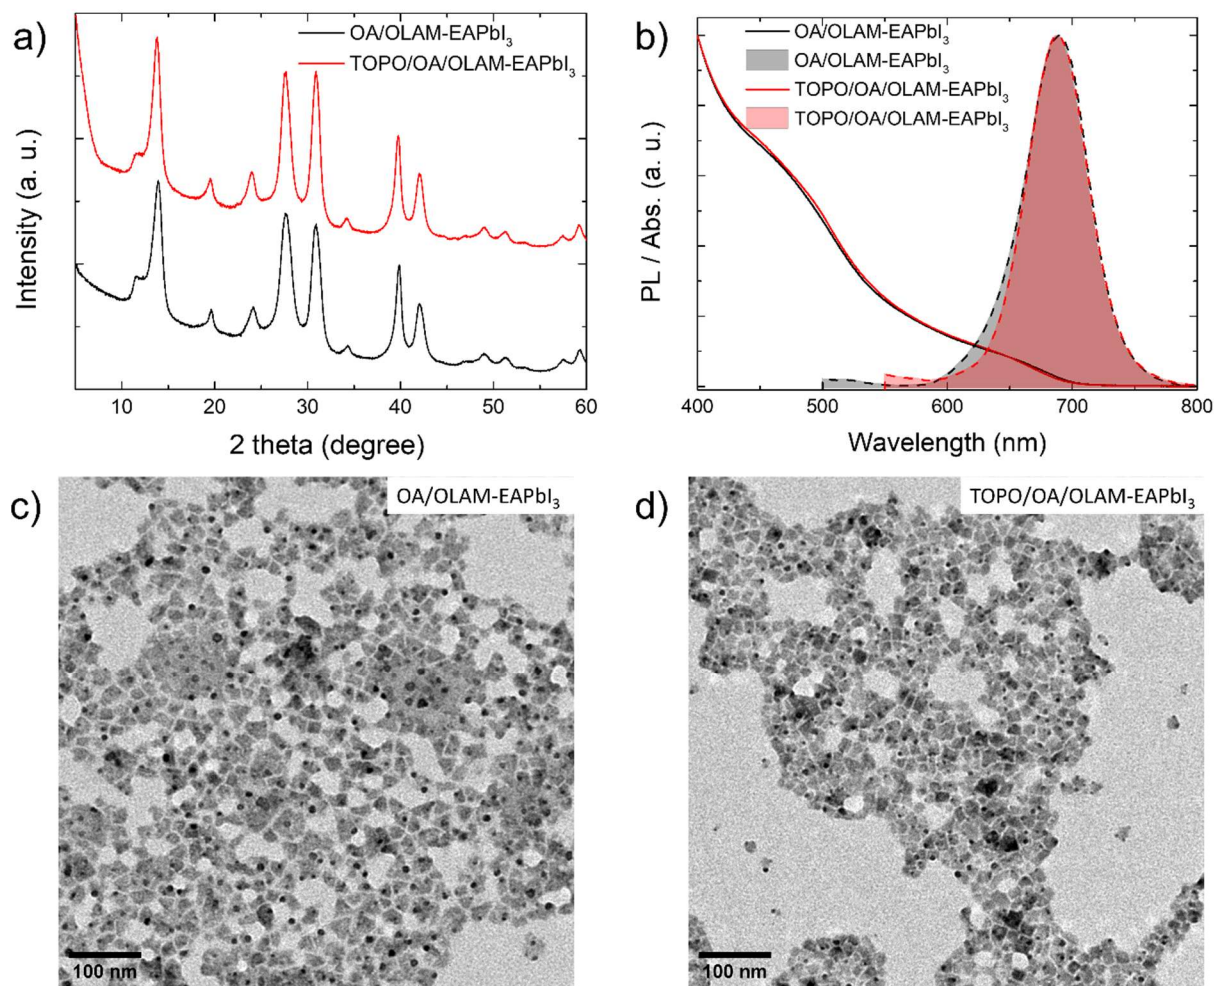 a)
OA/OLAM-EAPbI₃
TOPO/OA/OLAM-EAPbI₃
Intensity (a. u.)
10 20 30 40 50 60
2 theta (degree)
b)
OA/OLAM-EAPbI₃
OA/OLAM-EAPbI₃
TOPO/OA/OLAM-EAPbI₃
TOPO/OA/OLAM-EAPbI₃
PL / Abs. (a. u.)
400 500 600 700 800
Wavelength (nm)
c)
OA/OLAM-EAPbI₃
100 nm
d)
TOPO/OA/OLAM-EAPbI₃
100 nm